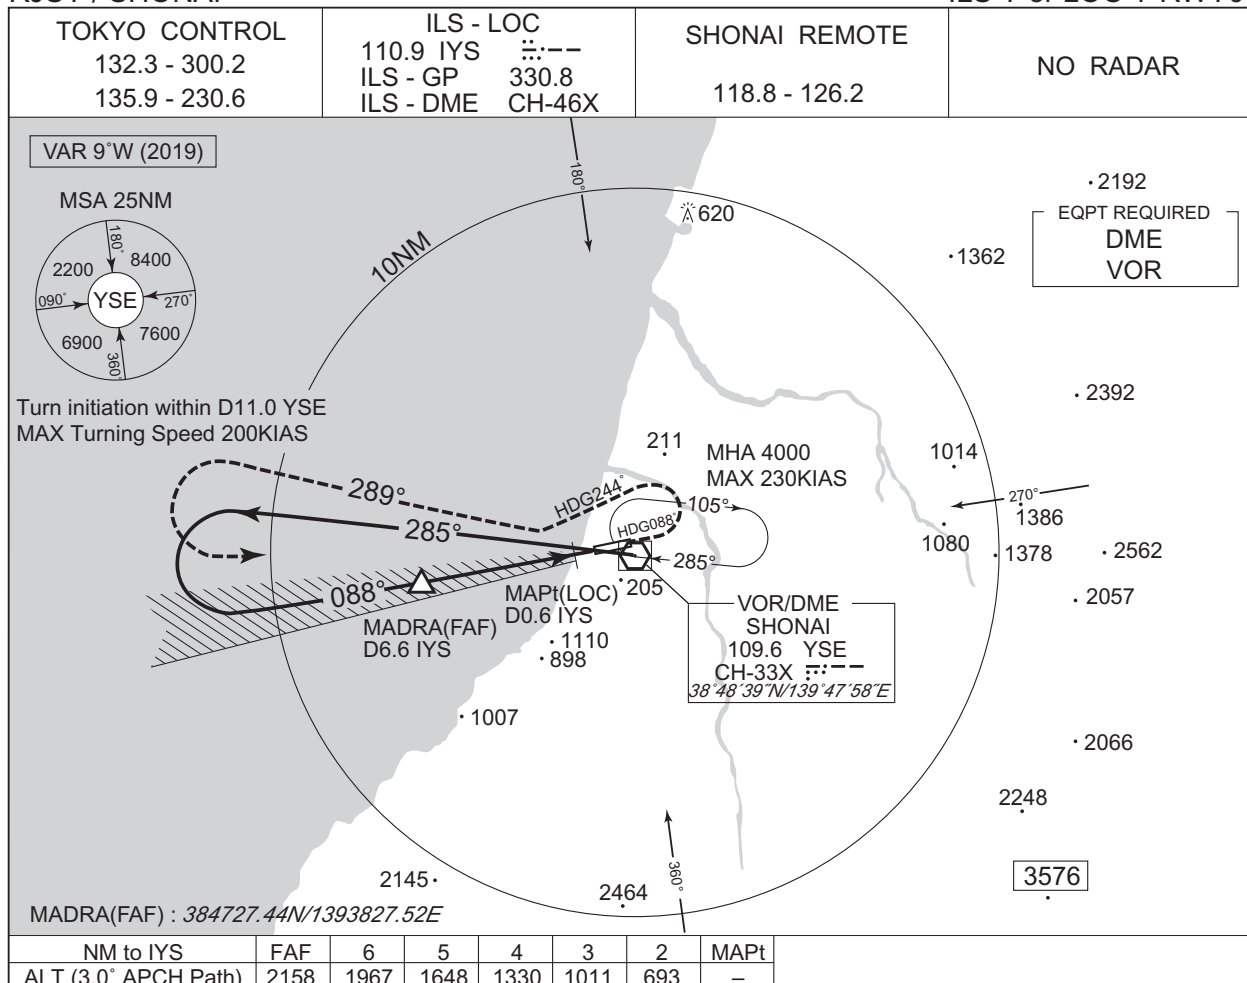 TOKYO CONTROL
132.3 - 300.2
135.9 - 230.6
ILS - LOC
110.9 IYS
ILS - GP 330.8
ILS - DME CH-46X
SHONAI REMOTE
118.8 - 126.2
NO RADAR
VAR 9˚W (2019)
MSA 25NM
180˚
2200
8400
090˚
YSE
270˚
6900
7600
360˚
Turn initiation within D11.0 YSE
MAX Turning Speed 200KIAS
10NM
180˚
620
2192
EQPT REQUIRED
DME
VOR
1362
2392
211
MHA 4000
MAX 230KIAS
1014
289˚
HDG244˚
105˚
270˚
1386
285˚
HDG088˚
285˚
1080
1378
2562
088˚
MAPt(LOC)
D0.6 IYS
205
2057
MADRA(FAF)
D6.6 IYS
1110
898
VOR/DME
SHONAI
109.6 YSE
CH-33X
38˚48´39˝N/139˚47´58˝E
1007
2066
2248
360˚
2145
2464
3576
MADRA(FAF) : 384727.44N/1393827.52E
NM to IYS FAF 6 5 4 3 2 MAPt
ALT (3.0˚ APCH Path) 2158 1967 1648 1330 1011 693 –